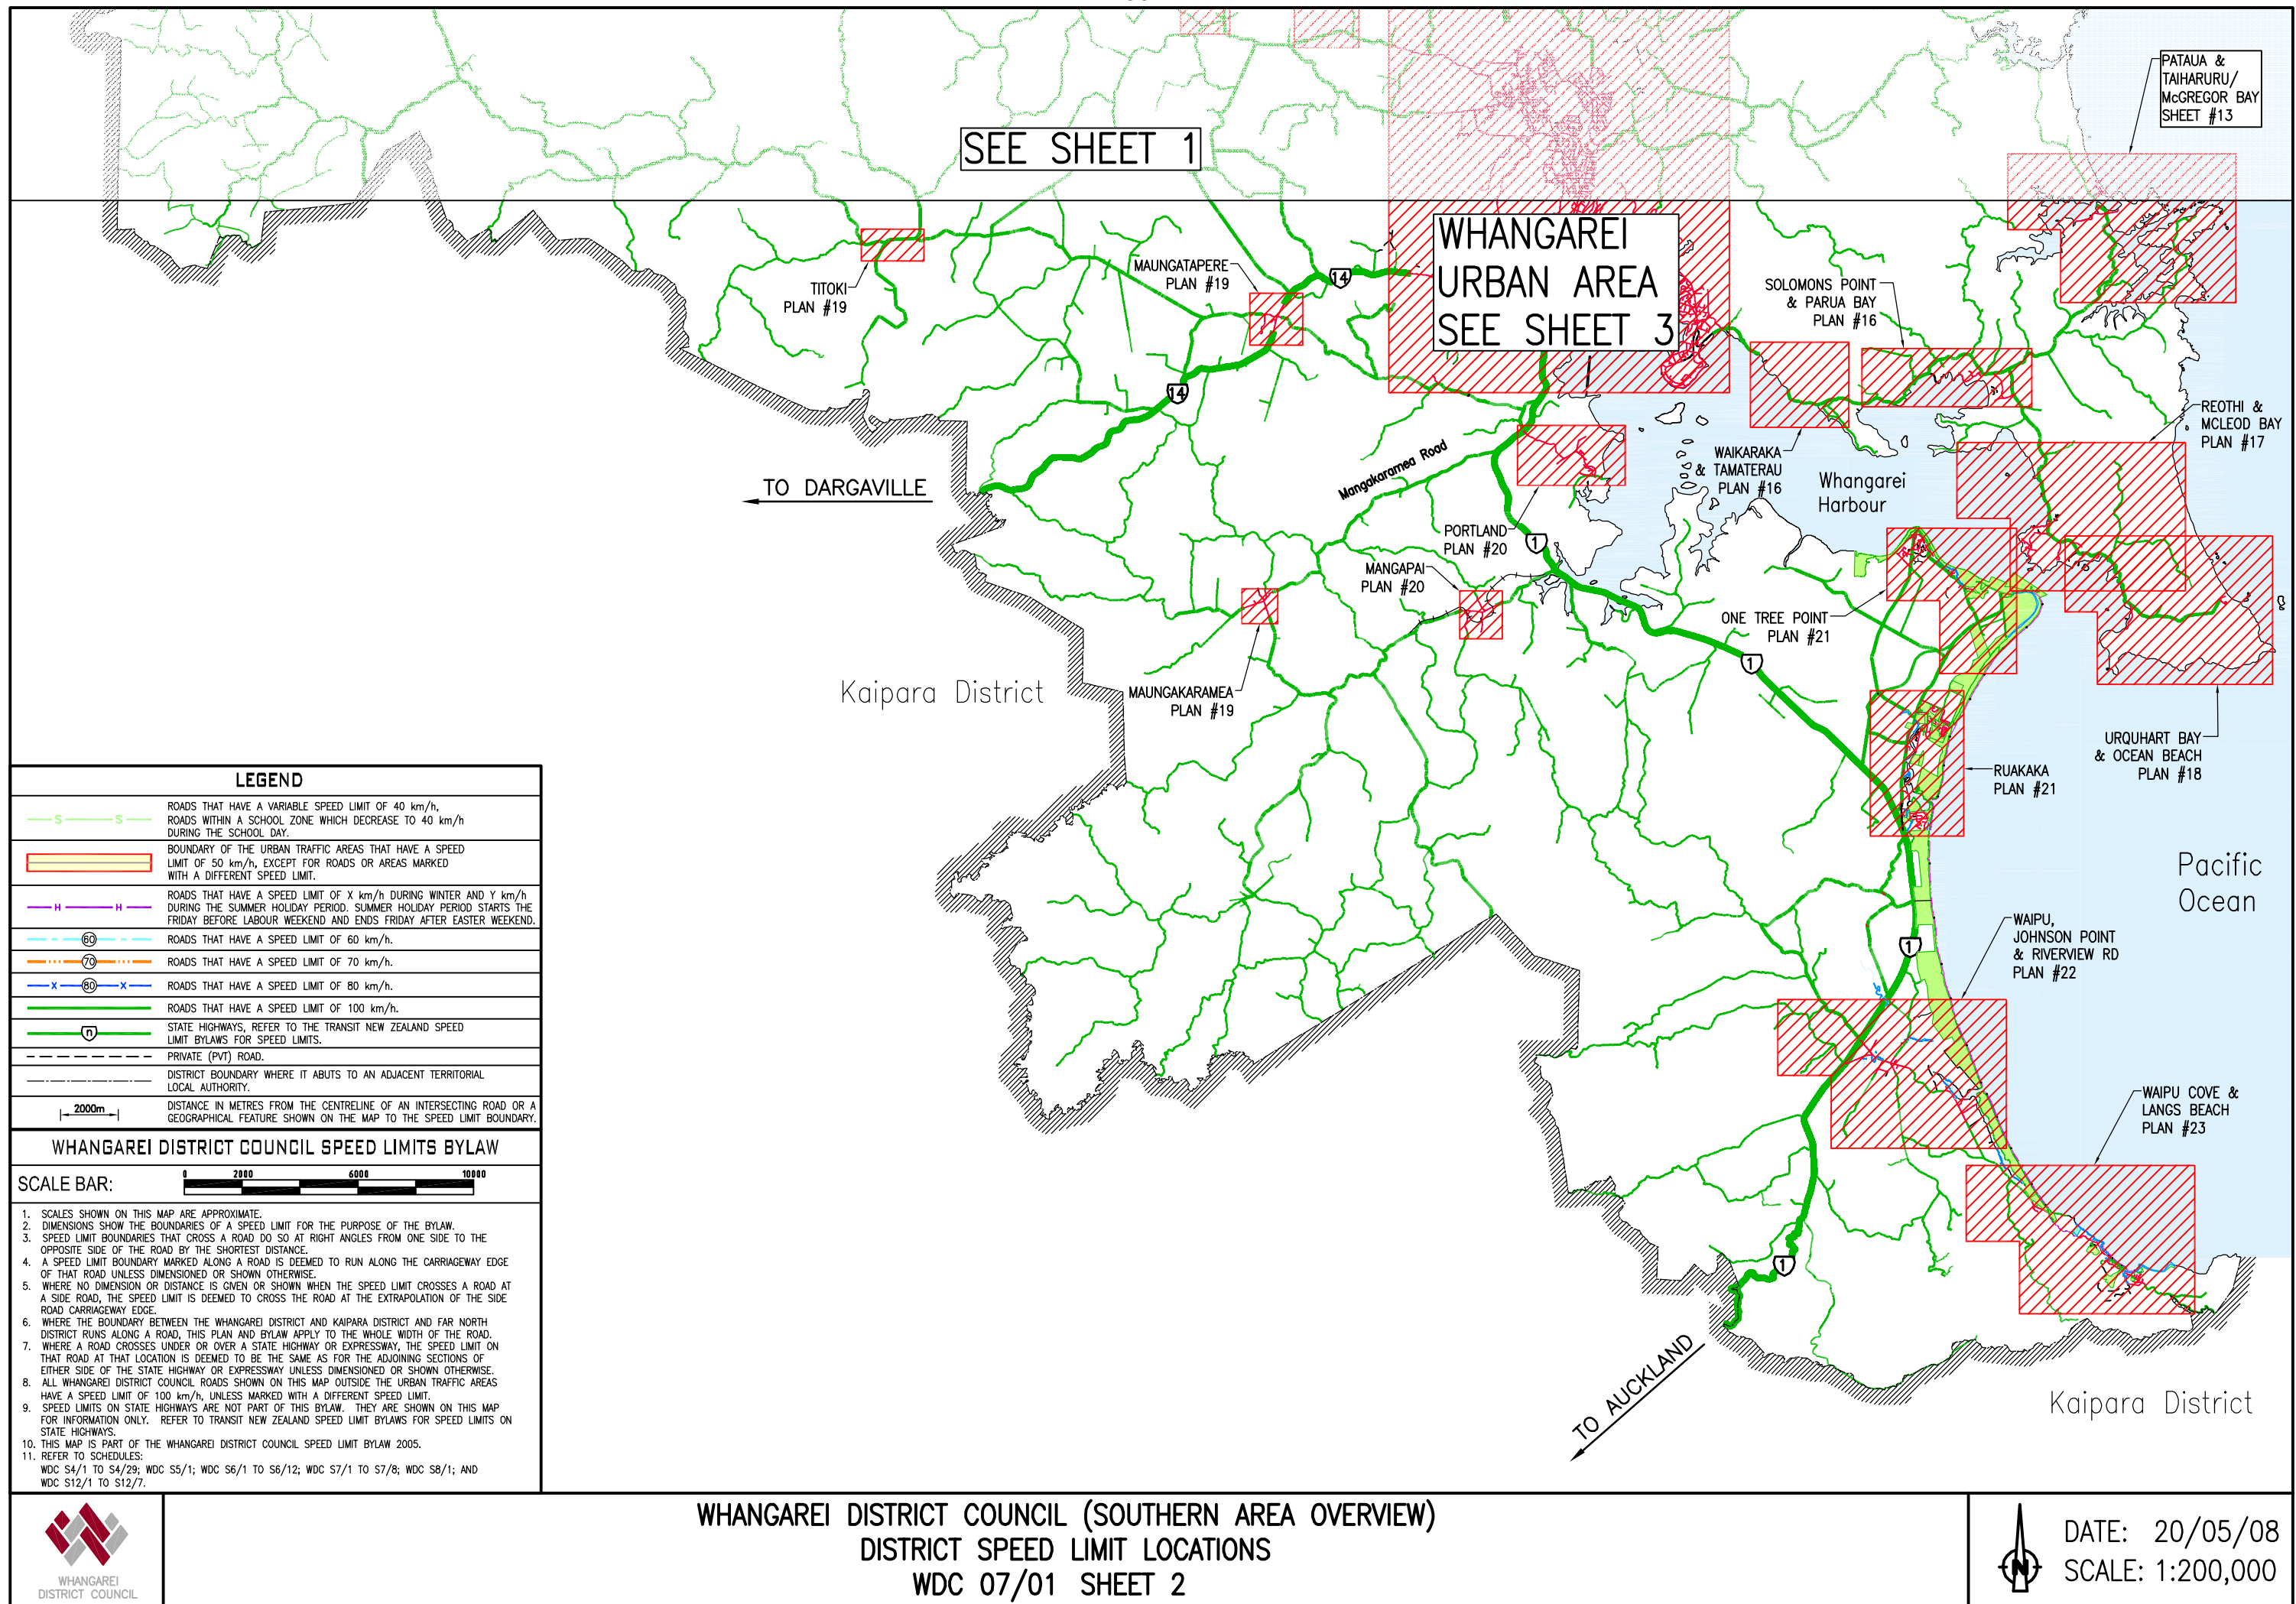 SEE SHEET 1
PATAUA &
TAIHARURU/
McGREGOR BAY
SHEET #13
WHANGAREI
URBAN AREA
SEE SHEET 3
TITOKI
PLAN #19
MAUNGATAPERE
PLAN #19
14
14
SOLOMONS POINT
& PARUA BAY
PLAN #16
REOTHI &
MCLEOD BAY
PLAN #17
WAIKARAKA
& TAMATERAU
PLAN #16
Whangarei
Harbour
Mangakaramea Road
TO DARGAVILLE
PORTLAND
PLAN #20
1
MANGAPAI
PLAN #20
ONE TREE POINT
PLAN #21
1
Kaipara District
MAUNGAKARAMEA
PLAN #19
URQUHART BAY
& OCEAN BEACH
PLAN #18
RUAKAKA
PLAN #21
Pacific
Ocean
1
WAIPU,
JOHNSON POINT
& RIVERVIEW RD
PLAN #22
WAIPU COVE &
LANGS BEACH
PLAN #23
1
TO AUCKLAND
Kaipara District
LEGEND
S S
ROADS THAT HAVE A VARIABLE SPEED LIMIT OF 40 km/h,
ROADS WITHIN A SCHOOL ZONE WHICH DECREASE TO 40 km/h
DURING THE SCHOOL DAY.
BOUNDARY OF THE URBAN TRAFFIC AREAS THAT HAVE A SPEED
LIMIT OF 50 km/h, EXCEPT FOR ROADS OR AREAS MARKED
WITH A DIFFERENT SPEED LIMIT.
H H
ROADS THAT HAVE A SPEED LIMIT OF X km/h DURING WINTER AND Y km/h
DURING THE SUMMER HOLIDAY PERIOD. SUMMER HOLIDAY PERIOD STARTS THE
FRIDAY BEFORE LABOUR WEEKEND AND ENDS FRIDAY AFTER EASTER WEEKEND.
60 ROADS THAT HAVE A SPEED LIMIT OF 60 km/h.
70 ROADS THAT HAVE A SPEED LIMIT OF 70 km/h.
X 80 X ROADS THAT HAVE A SPEED LIMIT OF 80 km/h.
ROADS THAT HAVE A SPEED LIMIT OF 100 km/h.
n STATE HIGHWAYS, REFER TO THE TRANSIT NEW ZEALAND SPEED
LIMIT BYLAWS FOR SPEED LIMITS.
PRIVATE (PVT) ROAD.
DISTRICT BOUNDARY WHERE IT ABUTS TO AN ADJACENT TERRITORIAL
LOCAL AUTHORITY.
2000m DISTANCE IN METRES FROM THE CENTRELINE OF AN INTERSECTING ROAD OR A
GEOGRAPHICAL FEATURE SHOWN ON THE MAP TO THE SPEED LIMIT BOUNDARY.
WHANGAREI DISTRICT COUNCIL SPEED LIMITS BYLAW
SCALE BAR: 0 2000 6000 10000
1. SCALES SHOWN ON THIS MAP ARE APPROXIMATE.
2. DIMENSIONS SHOW THE BOUNDARIES OF A SPEED LIMIT FOR THE PURPOSE OF THE BYLAW.
3. SPEED LIMIT BOUNDARIES THAT CROSS A ROAD DO SO AT RIGHT ANGLES FROM ONE SIDE TO THE
OPPOSITE SIDE OF THE ROAD BY THE SHORTEST DISTANCE.
4. A SPEED LIMIT BOUNDARY MARKED ALONG A ROAD IS DEEMED TO RUN ALONG THE CARRIAGEWAY EDGE
OF THAT ROAD UNLESS DIMENSIONED OR SHOWN OTHERWISE.
5. WHERE NO DIMENSION OR DISTANCE IS GIVEN OR SHOWN WHEN THE SPEED LIMIT CROSSES A ROAD AT
A SIDE ROAD, THE SPEED LIMIT IS DEEMED TO CROSS THE ROAD AT THE EXTRAPOLATION OF THE SIDE
ROAD CARRIAGEWAY EDGE.
6. WHERE THE BOUNDARY BETWEEN THE WHANGAREI DISTRICT AND KAIPARA DISTRICT AND FAR NORTH
DISTRICT RUNS ALONG A ROAD, THIS PLAN AND BYLAW APPLY TO THE WHOLE WIDTH OF THE ROAD.
7. WHERE A ROAD CROSSES UNDER OR OVER A STATE HIGHWAY OR EXPRESSWAY, THE SPEED LIMIT ON
THAT ROAD AT THAT LOCATION IS DEEMED TO BE THE SAME AS FOR THE ADJOINING SECTIONS OF
EITHER SIDE OF THE STATE HIGHWAY OR EXPRESSWAY UNLESS DIMENSIONED OR SHOWN OTHERWISE.
8. ALL WHANGAREI DISTRICT COUNCIL ROADS SHOWN ON THIS MAP OUTSIDE THE URBAN TRAFFIC AREAS
HAVE A SPEED LIMIT OF 100 km/h, UNLESS MARKED WITH A DIFFERENT SPEED LIMIT.
9. SPEED LIMITS ON STATE HIGHWAYS ARE NOT PART OF THIS BYLAW. THEY ARE SHOWN ON THIS MAP
FOR INFORMATION ONLY. REFER TO TRANSIT NEW ZEALAND SPEED LIMIT BYLAWS FOR SPEED LIMITS ON
STATE HIGHWAYS.
10. THIS MAP IS PART OF THE WHANGAREI DISTRICT COUNCIL SPEED LIMIT BYLAW 2005.
11. REFER TO SCHEDULES:
WDC S4/1 TO S4/29; WDC S5/1; WDC S6/1 TO S6/12; WDC S7/1 TO S7/8; WDC S8/1; AND
WDC S12/1 TO S12/7.
WHANGAREI
DISTRICT COUNCIL
WHANGAREI DISTRICT COUNCIL (SOUTHERN AREA OVERVIEW)
DISTRICT SPEED LIMIT LOCATIONS
WDC 07/01 SHEET 2
N
DATE: 20/05/08
SCALE: 1:200,000